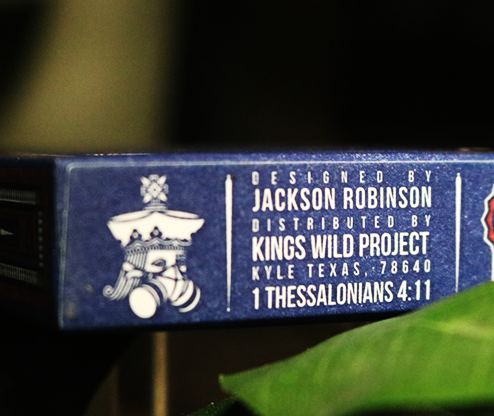 DESIGNED BY
JACKSON ROBINSON
DISTRIBUTED BY
KINGS WILD PROJECT
KYLE TEXAS, 78640
1 THESSALONIANS 4:11